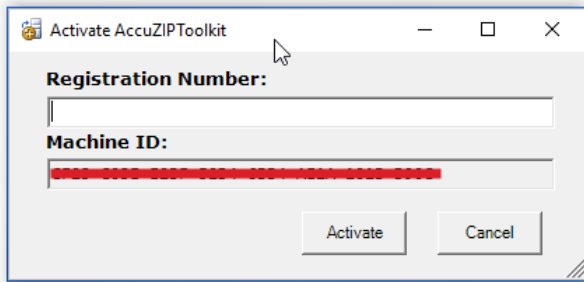 Activate AccuZIPToolkit
Registration Number:
Machine ID:
Activate
Cancel